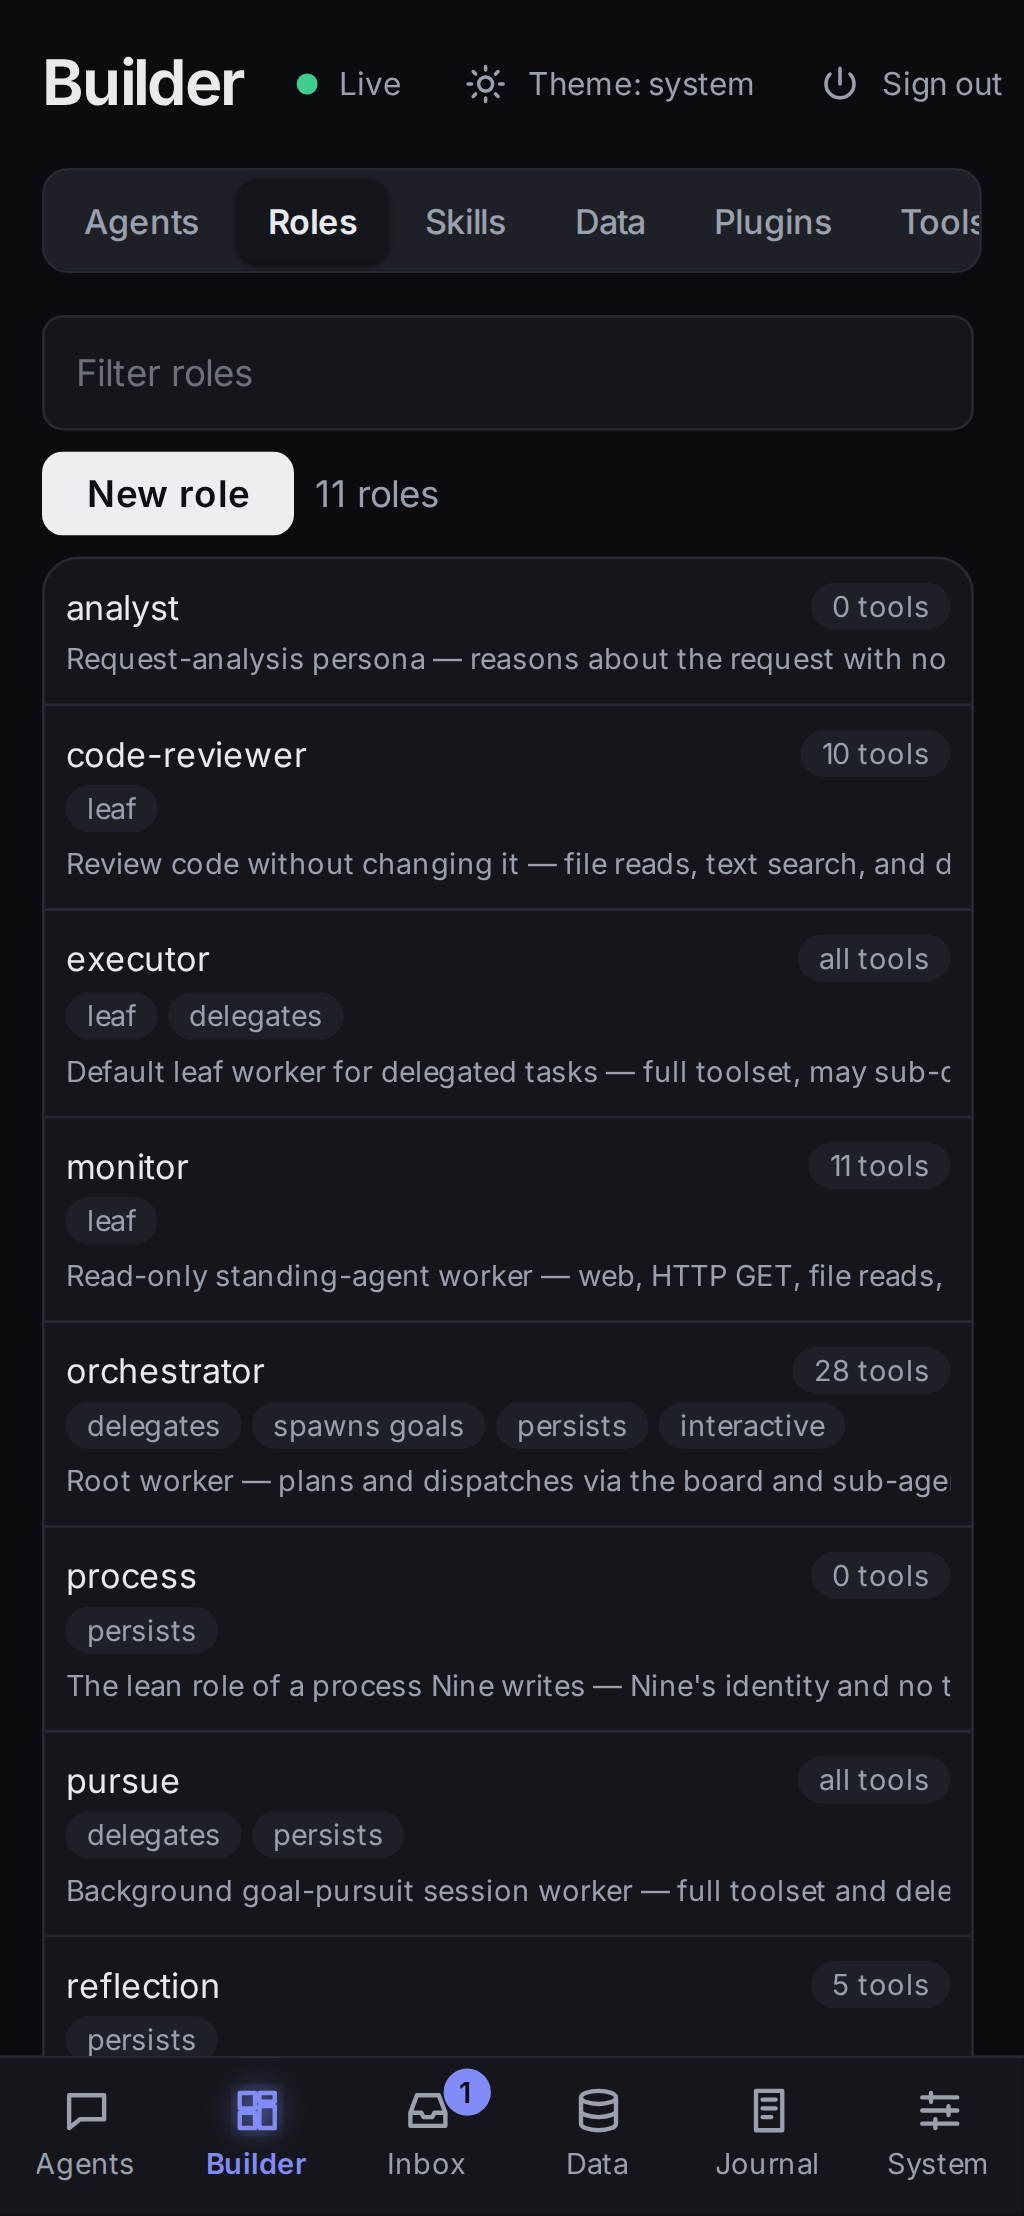 Builder Live Theme: system Sign out
Agents Roles Skills Data Plugins Tools
Filter roles
New role 11 roles
analyst 0 tools
Request-analysis persona — reasons about the request with no
code-reviewer 10 tools
leaf
Review code without changing it — file reads, text search, and d
executor all tools
leaf delegates
Default leaf worker for delegated tasks — full toolset, may sub-
monitor 11 tools
leaf
Read-only standing-agent worker — web, HTTP GET, file reads,
orchestrator 28 tools
delegates spawns goals persists interactive
Root worker — plans and dispatches via the board and sub-age
process 0 tools
persists
The lean role of a process Nine writes — Nine's identity and no t
pursue all tools
delegates persists
Background goal-pursuit session worker — full toolset and dele
reflection 5 tools
persists
1
Agents Builder Inbox Data Journal System